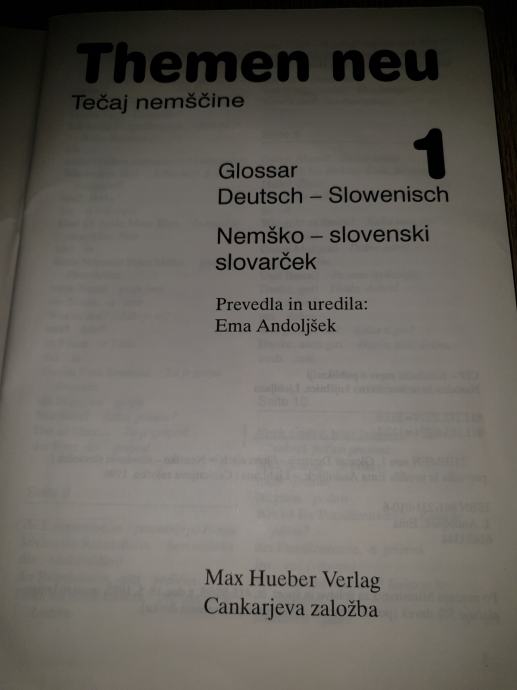 Themen neu
Tečaj nemščine
1
Glossar
Deutsch – Slowenisch
Nemško – slovenski
slovarček
Prevedla in uredila:
Ema Andoljšek
Max Hueber Verlag
Cankarjeva založba